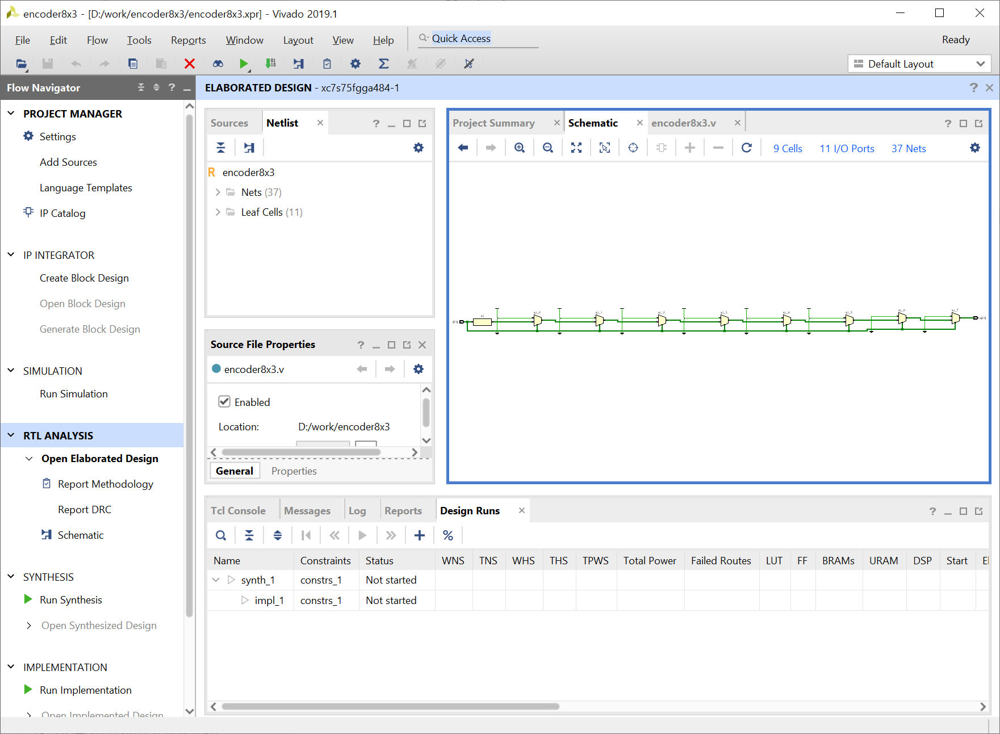 encoder8x3 - [D:/work/encoder8x3/encoder8x3.xpr] - Vivado 2019.1
File Edit Flow Tools Reports Window Layout View Help Quick Access Ready
Default Layout
Flow Navigator
ELABORATED DESIGN - xc7s75fgga484-1
PROJECT MANAGER
Settings
Add Sources
Language Templates
IP Catalog
IP INTEGRATOR
Create Block Design
Open Block Design
Generate Block Design
SIMULATION
Run Simulation
RTL ANALYSIS
Open Elaborated Design
Report Methodology
Report DRC
Schematic
SYNTHESIS
Run Synthesis
Open Synthesized Design
IMPLEMENTATION
Run Implementation
Open Implemented Design
Sources Netlist
encoder8x3
Nets (37)
Leaf Cells (11)
Source File Properties
encoder8x3.v
Enabled
Location: D:/work/encoder8x3
General Properties
Project Summary Schematic encoder8x3.v
9 Cells 11 I/O Ports 37 Nets
Tcl Console Messages Log Reports Design Runs
Name Constraints Status WNS TNS WHS THS TPWS Total Power Failed Routes LUT FF BRAMs URAM DSP Start
synth_1 constrs_1 Not started
impl_1 constrs_1 Not started